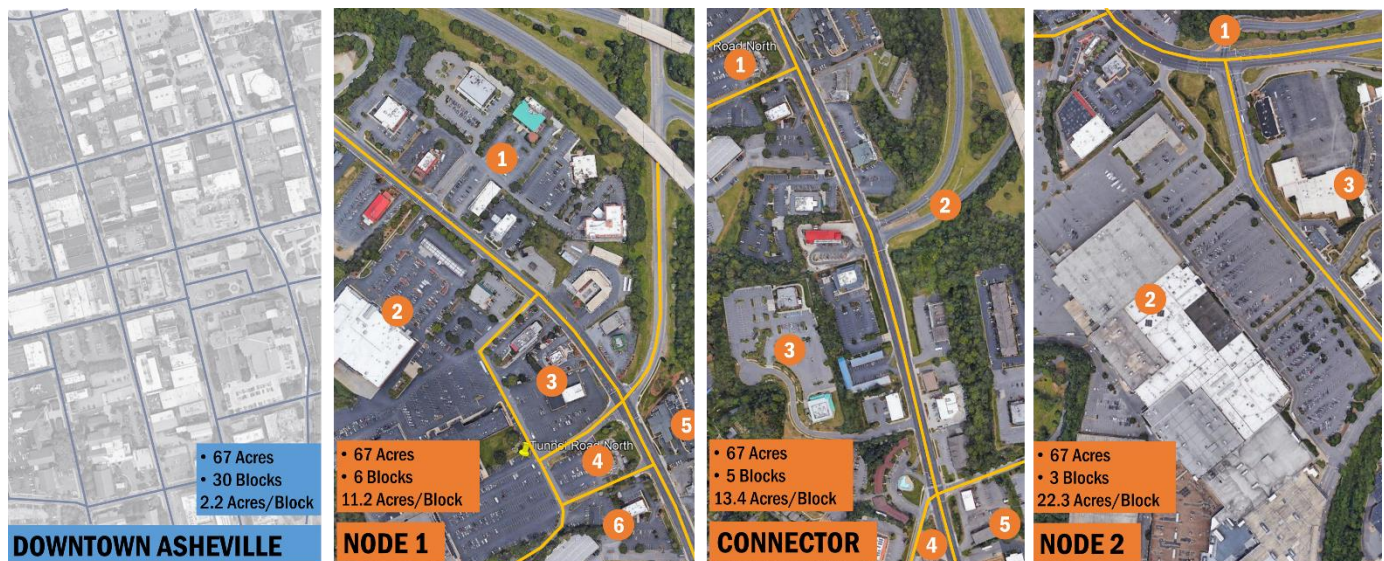 • 67 Acres
• 30 Blocks
2.2 Acres/Block
DOWNTOWN ASHEVILLE
1
2
3
4
5
6
Tunnel Road North
• 67 Acres
• 6 Blocks
11.2 Acres/Block
NODE 1
Road North
1
2
3
4
5
• 67 Acres
• 5 Blocks
13.4 Acres/Block
CONNECTOR
1
2
3
• 67 Acres
• 3 Blocks
22.3 Acres/Block
NODE 2